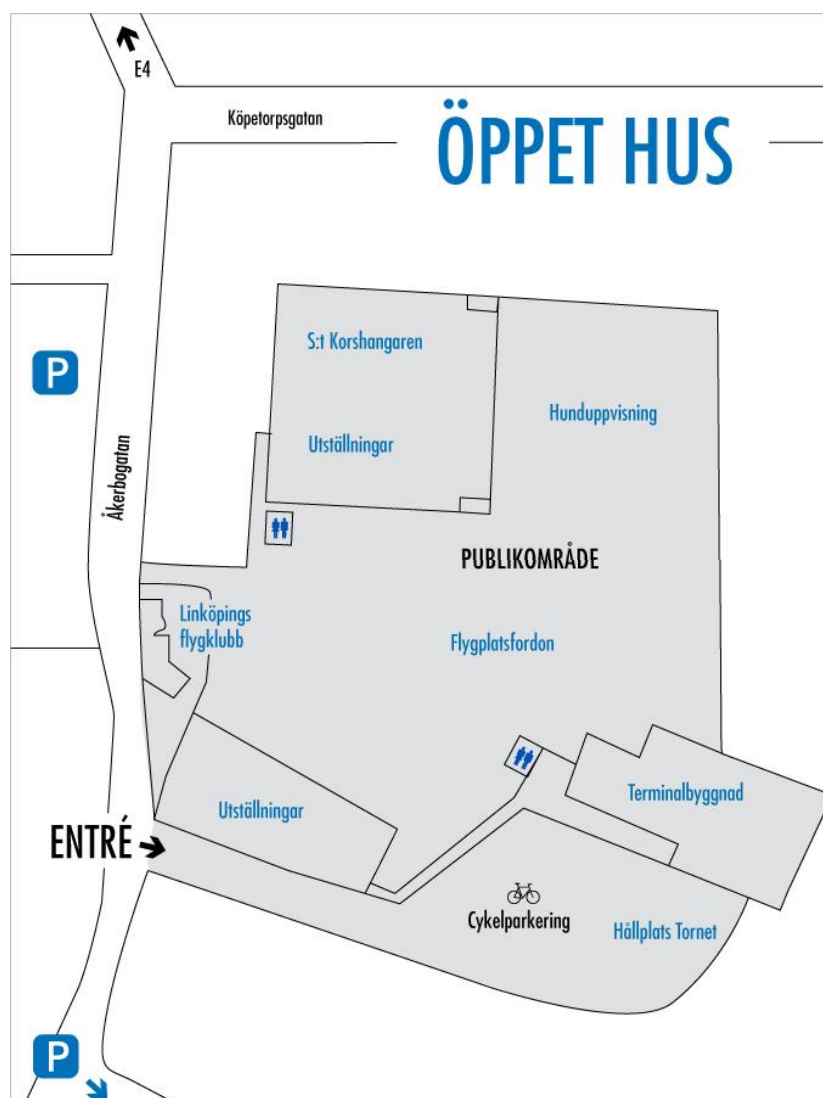 E4
Köpetorpsgatan
ÖPPET HUS
S:t Korshangaren
P
Hunduppvisning
Utställningar
Åkerbogatan
PUBLIKOMRÅDE
Linköpings
flygklubb
Flygplatsfordon
Terminalbyggnad
Utställningar
ENTRÉ
Cykelparkering
Hållplats Tornet
P